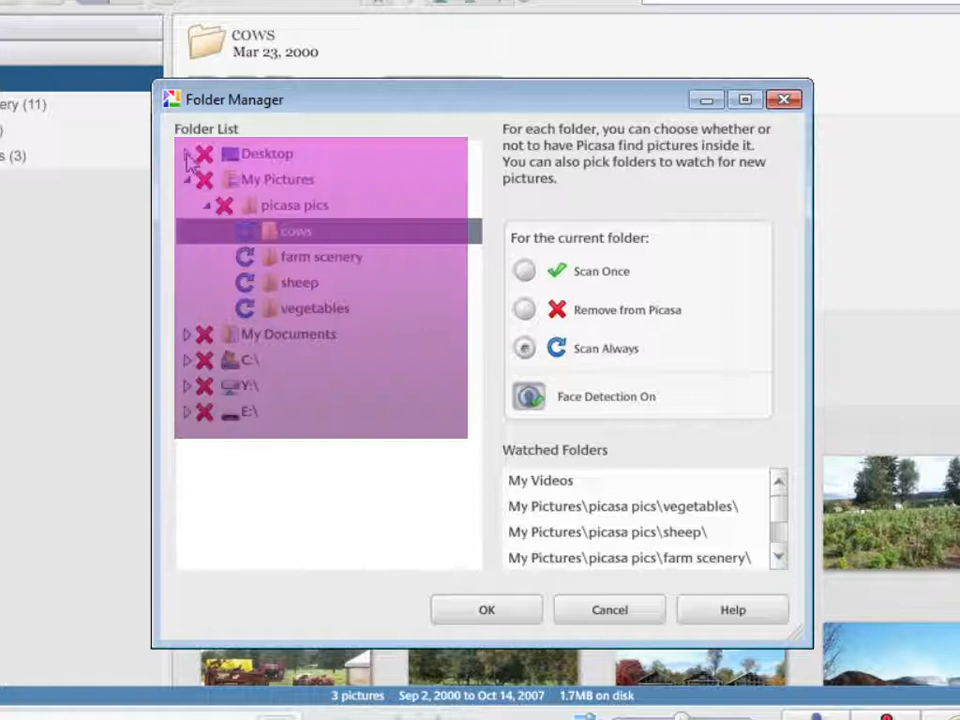 cows
Mar 23, 2000
ery (11)
s (3)
Folder Manager
Folder List
Desktop
My Pictures
picasa pics
cows
farm scenery
sheep
vegetables
My Documents
C:\
Y:\
E:\
For each folder, you can choose whether or
not to have Picasa find pictures inside it.
You can also pick folders to watch for new
pictures.
For the current folder:
Scan Once
Remove from Picasa
Scan Always
Face Detection On
Watched Folders
My Videos
My Pictures\picasa pics\vegetables\
My Pictures\picasa pics\sheep\
My Pictures\picasa pics\farm scenery\
OK
Cancel
Help
3 pictures Sep 2, 2000 to Oct 14, 2007 1.7MB on disk